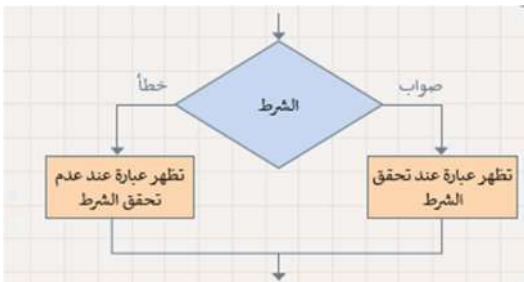 صواب
خطأ
الشرط
تظهر عبارة عند تحقق
الشرط
تظهر عبارة عند عدم
تحقق الشرط